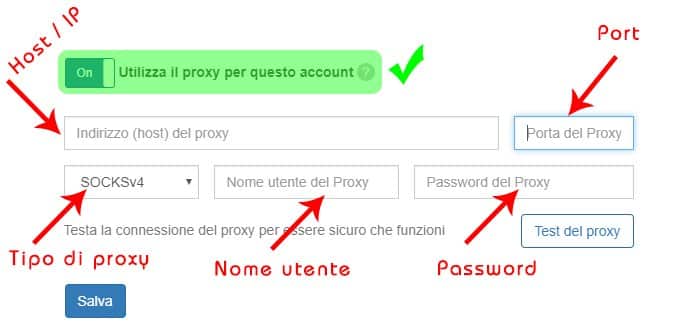 Host / IP
Port
On Utilizza il proxy per questo account ?
Indirizzo (host) del proxy
Porta del Proxy
SOCKSv4
Nome utente del Proxy
Password del Proxy
Testa la connessione del proxy per essere sicuro che funzioni
Test del proxy
Tipo di proxy
Nome utente
Password
Salva